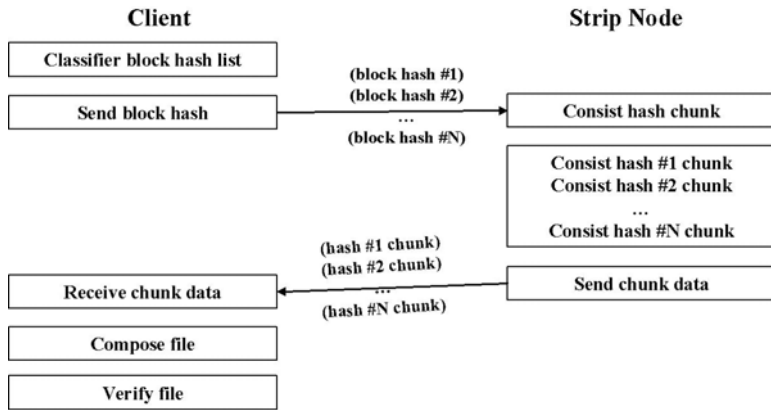 Client
Strip Node
Classifier block hash list
Send block hash
(block hash #1)
(block hash #2)
...
(block hash #N)
Consist hash chunk
Consist hash #1 chunk
Consist hash #2 chunk
...
Consist hash #N chunk
Send chunk data
(hash #1 chunk)
(hash #2 chunk)
...
(hash #N chunk)
Receive chunk data
Compose file
Verify file